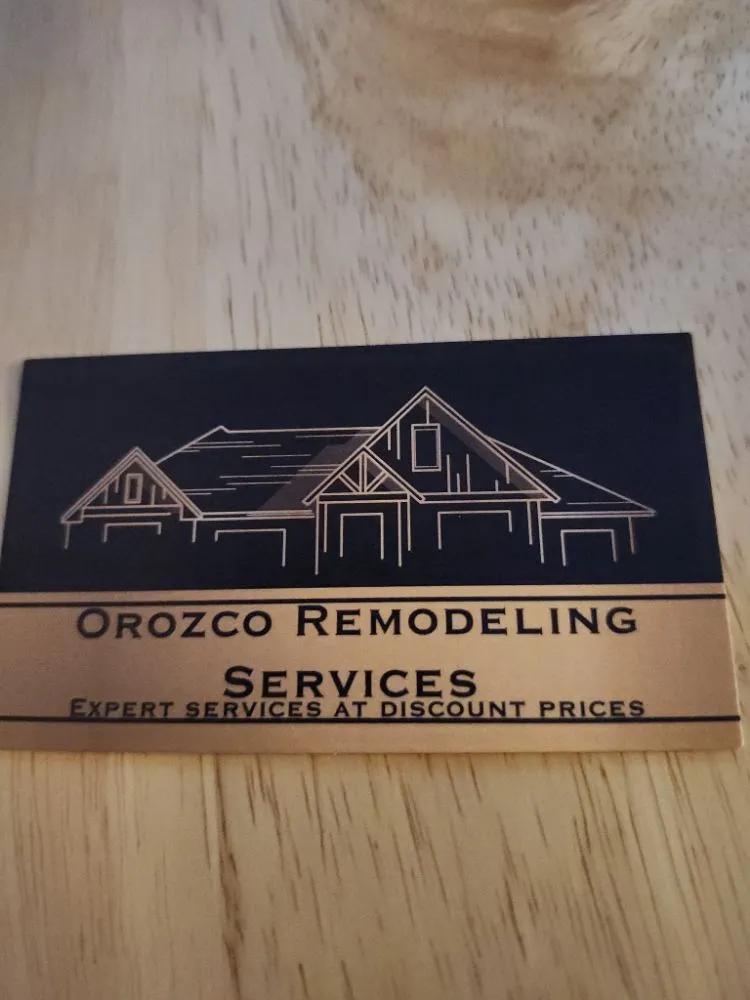 Orozco Remodeling
Services
Expert services at discount prices